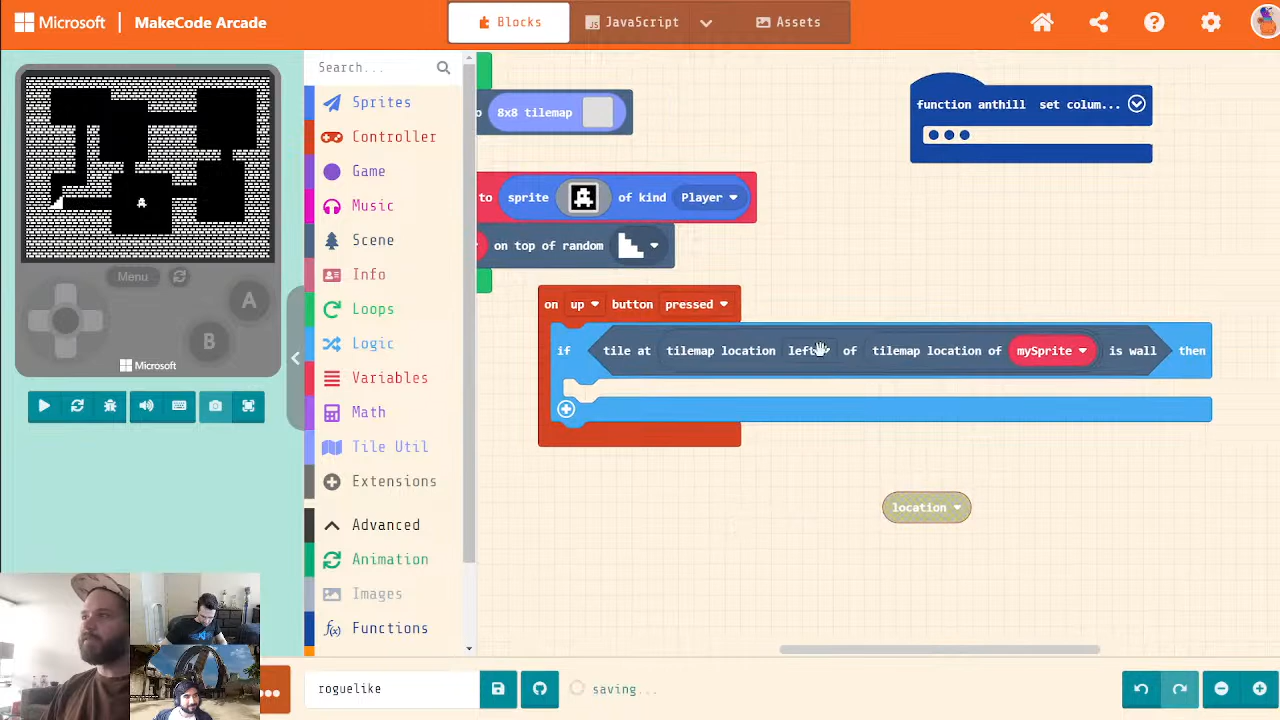 Microsoft | MakeCode Arcade
Blocks
JavaScript
Assets
Search...
Sprites
Controller
Game
Music
Scene
Info
Loops
Logic
Variables
Math
Tile Util
Extensions
Advanced
Animation
Images
Functions
Menu
A
B
Microsoft
8x8 tilemap
to sprite of kind Player
on top of random
function anthill set colum...
on up button pressed
if tile at tilemap location left of tilemap location of mySprite is wall then
location
roguelike
saving...